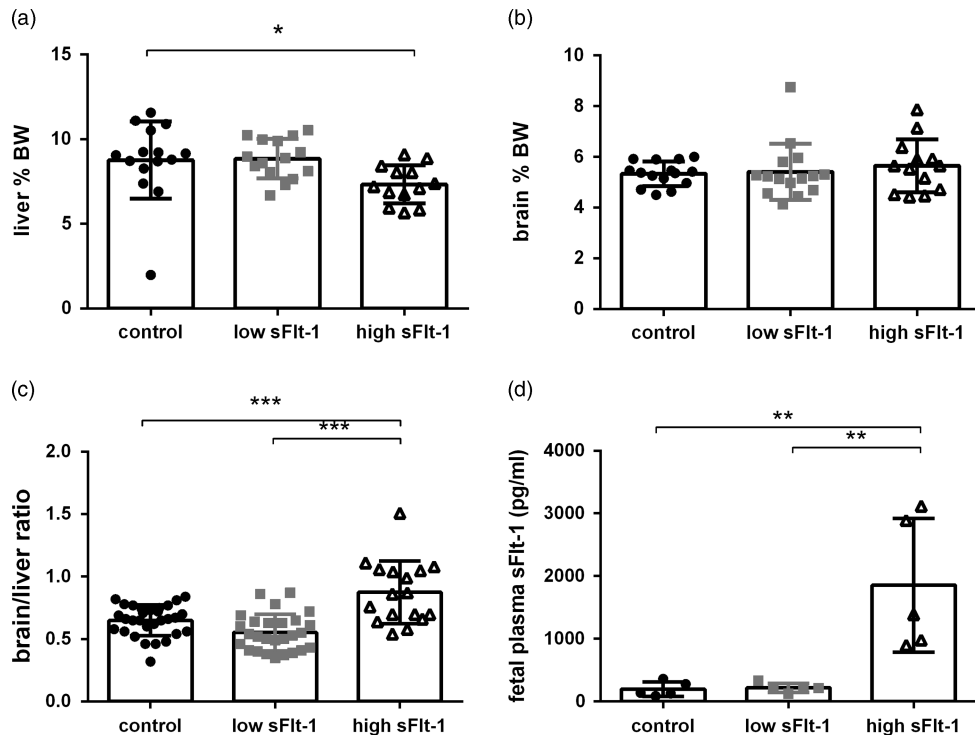 (a)
*
liver % BW
15
10
5
0
control low sFlt-1 high sFlt-1
(b)
brain % BW
10
8
6
4
2
0
control low sFlt-1 high sFlt-1
(c)
***
***
brain/liver ratio
2.0
1.5
1.0
0.5
0.0
control low sFlt-1 high sFlt-1
(d)
**
**
fetal plasma sFlt-1 (pg/ml)
4000
3000
2000
1000
0
control low sFlt-1 high sFlt-1